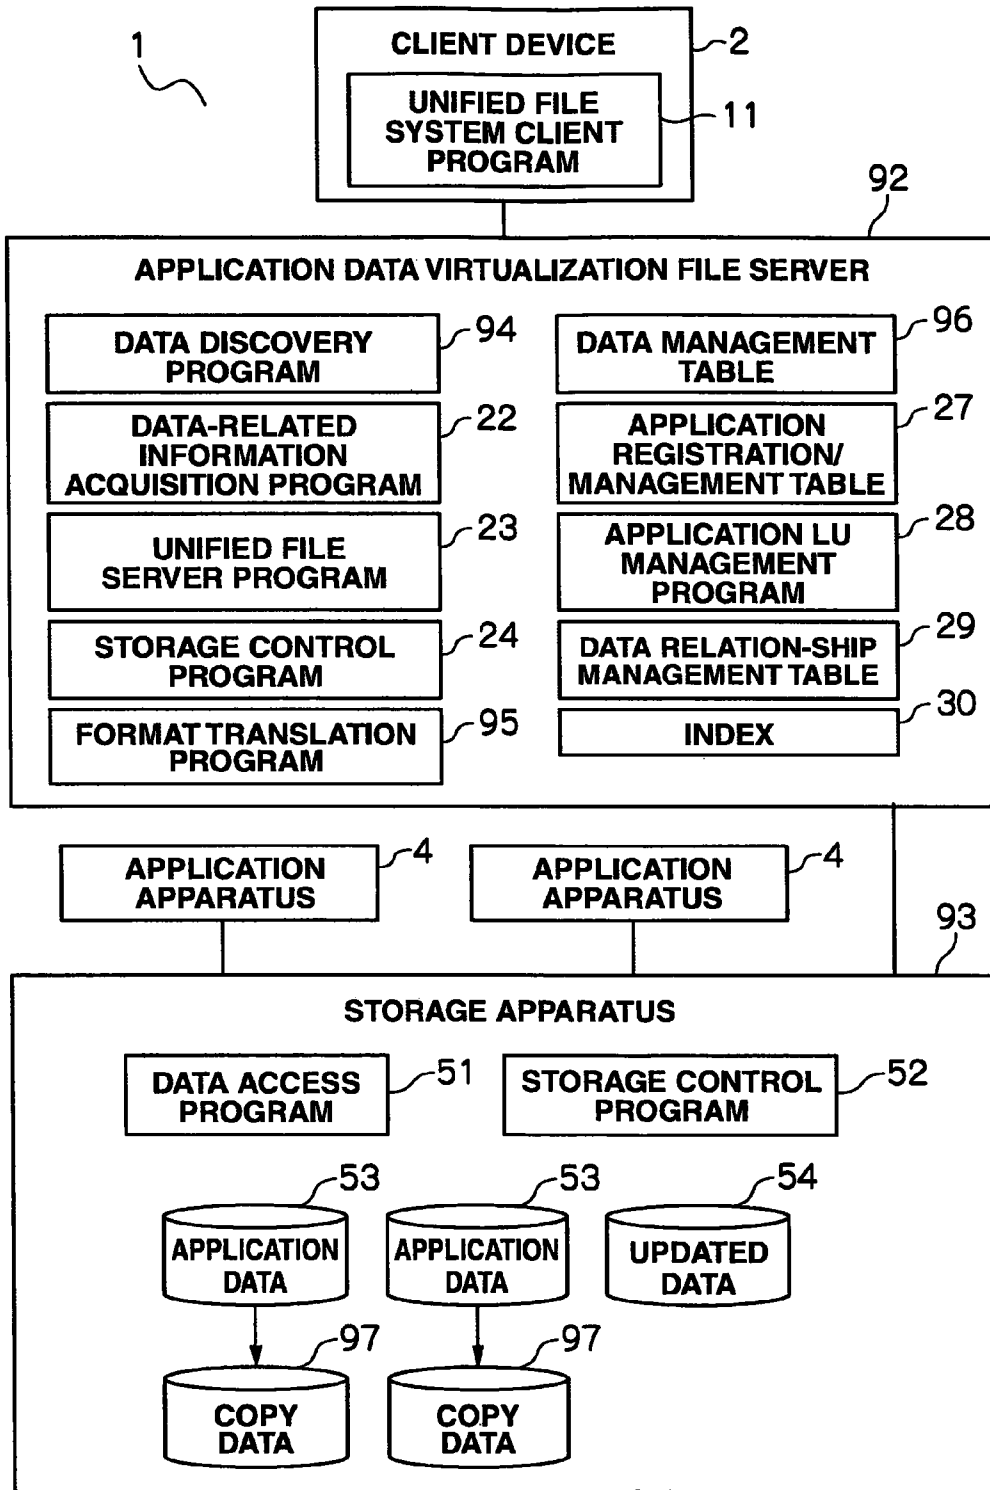 1
CLIENT DEVICE
2
UNIFIED FILE
SYSTEM CLIENT
PROGRAM
11
92
APPLICATION DATA VIRTUALIZATION FILE SERVER
DATA DISCOVERY
PROGRAM
94
DATA MANAGEMENT
TABLE
96
DATA-RELATED
INFORMATION
ACQUISITION PROGRAM
22
APPLICATION
REGISTRATION/
MANAGEMENT TABLE
27
UNIFIED FILE
SERVER PROGRAM
23
APPLICATION LU
MANAGEMENT
PROGRAM
28
STORAGE CONTROL
PROGRAM
24
DATA RELATION-SHIP
MANAGEMENT TABLE
29
FORMAT TRANSLATION
PROGRAM
95
INDEX
30
APPLICATION
APPARATUS
4
APPLICATION
APPARATUS
4
93
STORAGE APPARATUS
DATA ACCESS
PROGRAM
51
STORAGE CONTROL
PROGRAM
52
53
APPLICATION
DATA
53
APPLICATION
DATA
54
UPDATED
DATA
97
COPY
DATA
97
COPY
DATA